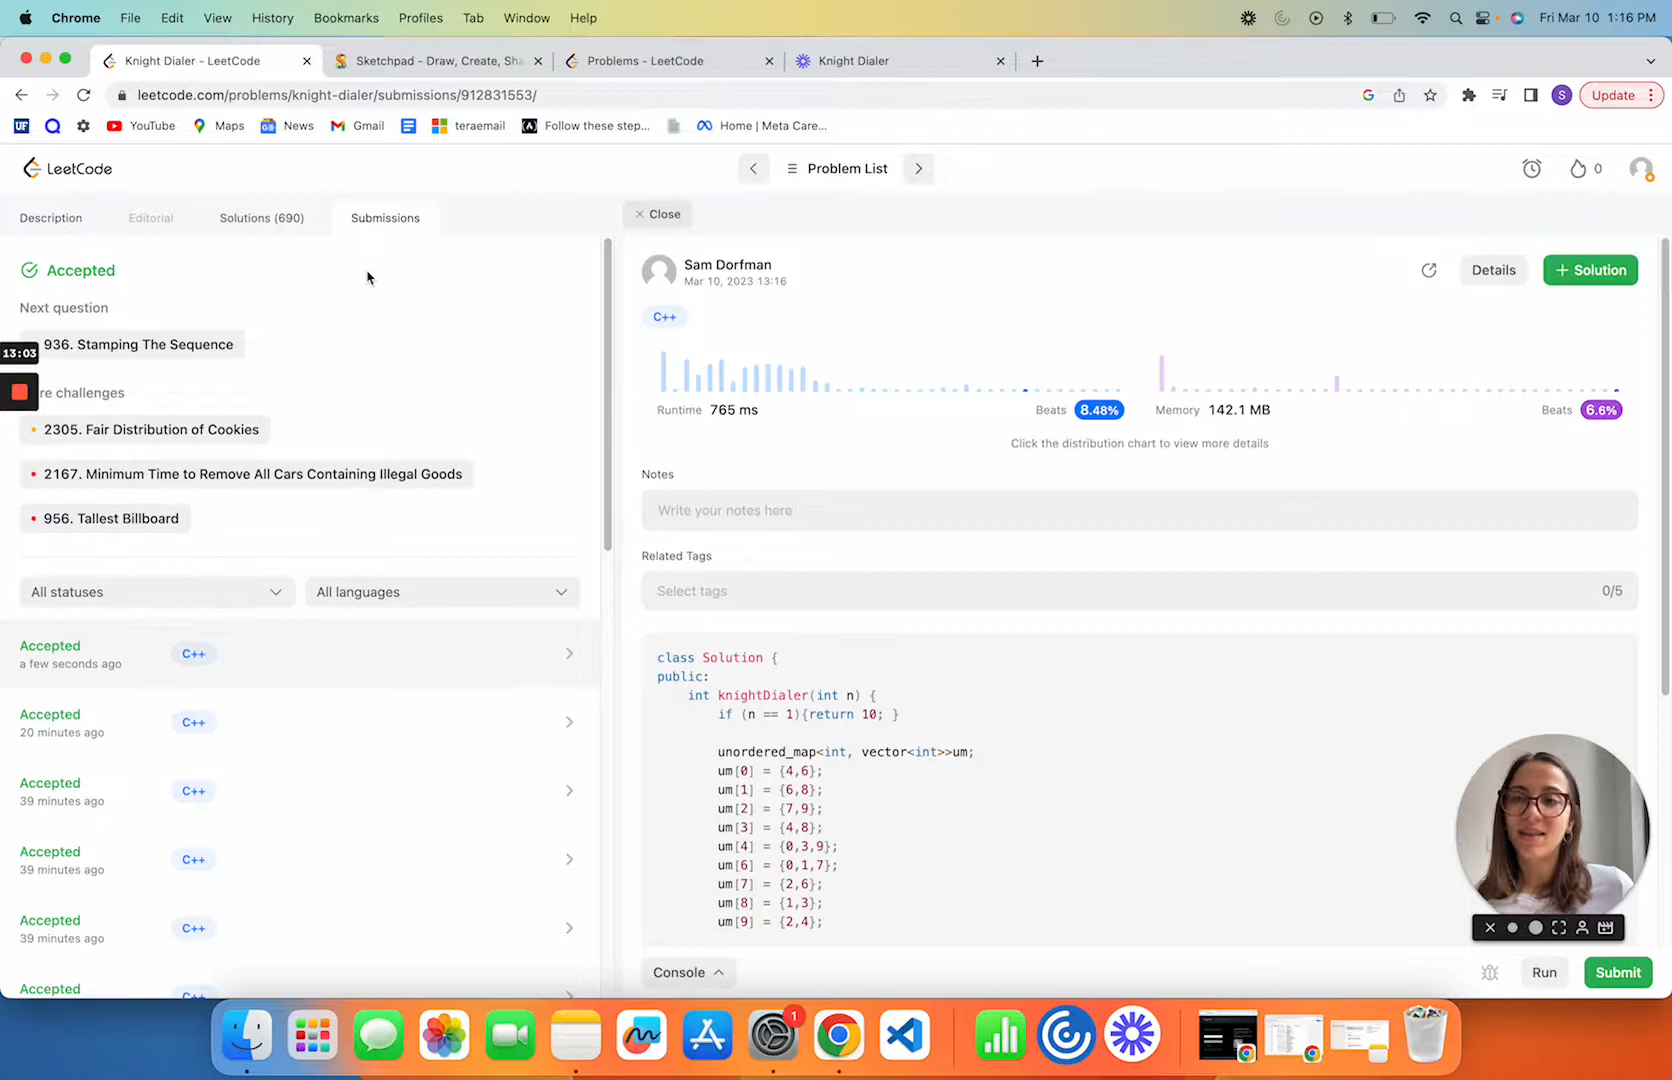 Chrome File Edit View History Bookmarks Profiles Tab Window Help Fri Mar 10 1:16 PM
Knight Dialer - LeetCode Sketchpad - Draw, Create, Sha Problems - LeetCode Knight Dialer
leetcode.com/problems/knight-dialer/submissions/912831553/ S Update
UF YouTube Maps News Gmail teraemail Follow these step... Home | Meta Care...
LeetCode Problem List 0
Description Editorial Solutions (690) Submissions Close
Accepted
Next question
936. Stamping The Sequence
13:03
re challenges
2305. Fair Distribution of Cookies
2167. Minimum Time to Remove All Cars Containing Illegal Goods
956. Tallest Billboard
All statuses All languages
Accepted
a few seconds ago
C++
Accepted
20 minutes ago
C++
Accepted
39 minutes ago
C++
Accepted
39 minutes ago
C++
Accepted
39 minutes ago
C++
Accepted
C++
Sam Dorfman
Mar 10, 2023 13:16
Details + Solution
C++
Runtime 765 ms Beats 8.48% Memory 142.1 MB Beats 6.6%
Click the distribution chart to view more details
Notes
Write your notes here
Related Tags
Select tags 0/5
class Solution {
public:
int knightDialer(int n) {
if (n == 1){return 10; }
unordered_map<int, vector<int>>um;
um[0] = {4,6};
um[1] = {6,8};
um[2] = {7,9};
um[3] = {4,8};
um[4] = {0,3,9};
um[6] = {0,1,7};
um[7] = {2,6};
um[8] = {1,3};
um[9] = {2,4};
Console Run Submit
1